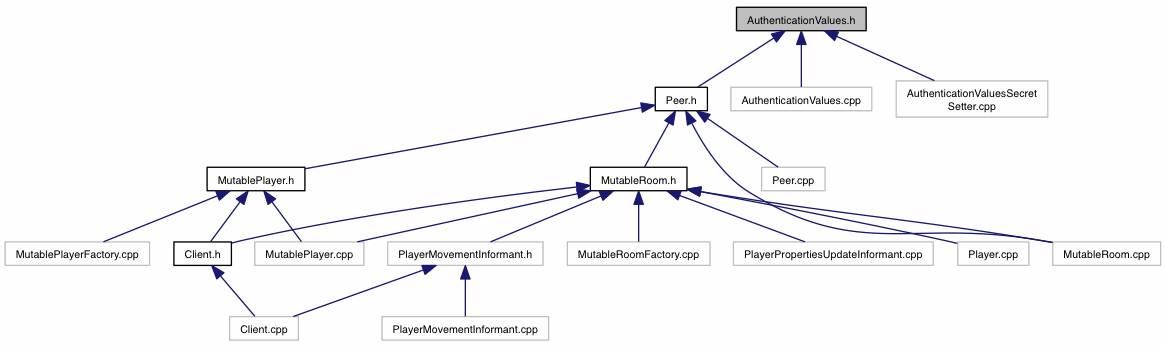 AuthenticationValues.h
Peer.h
AuthenticationValues.cpp
AuthenticationValuesSecret
Setter.cpp
MutablePlayer.h
MutableRoom.h
Peer.cpp
MutablePlayerFactory.cpp
Client.h
MutablePlayer.cpp
PlayerMovementInformant.h
MutableRoomFactory.cpp
PlayerPropertiesUpdateInformant.cpp
Player.cpp
MutableRoom.cpp
Client.cpp
PlayerMovementInformant.cpp